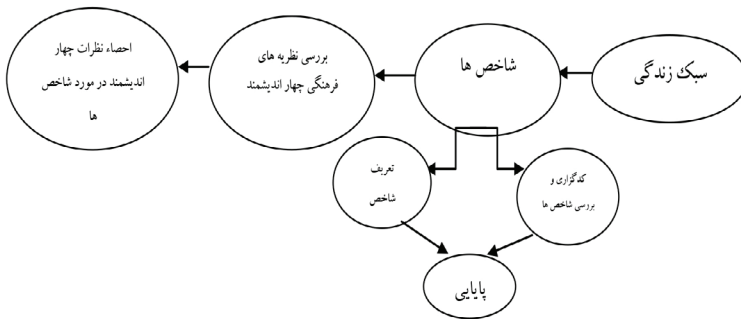 سبک زندگی
شاخص ها
بررسی نظریه های
فرهنگی چهار اندیشمند
احصاء نظرات چهار
اندیشمند در مورد شاخص
ها
کدگزاری و
بررسی شاخص ها
تعریف
شاخص
پایایی